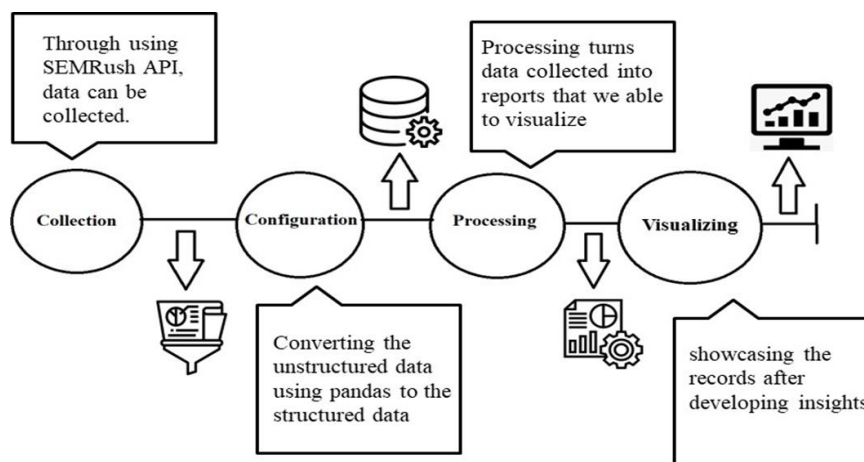 Through using
SEMRush API,
data can be
collected.
Processing turns
data collected into
reports that we able
to visualize
Collection
Configuration
Processing
Visualizing
Converting the
unstructured data
using pandas to the
structured data
showcasing the
records after
developing insights